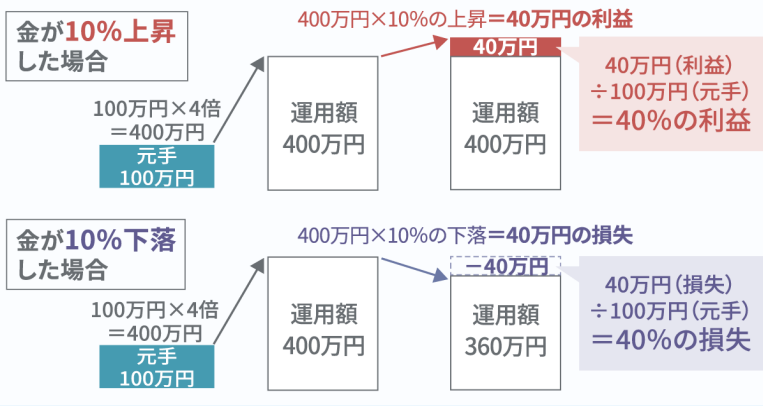 金が10%上昇
した場合
400万円×10%の上昇＝40万円の利益
100万円×4倍
＝400万円
元手
100万円
運用額
400万円
40万円
運用額
400万円
40万円（利益）
÷100万円（元手）
＝40%の利益
金が10%下落
した場合
400万円×10%の下落＝40万円の損失
100万円×4倍
＝400万円
元手
100万円
運用額
400万円
－40万円
運用額
360万円
40万円（損失）
÷100万円（元手）
＝40%の損失